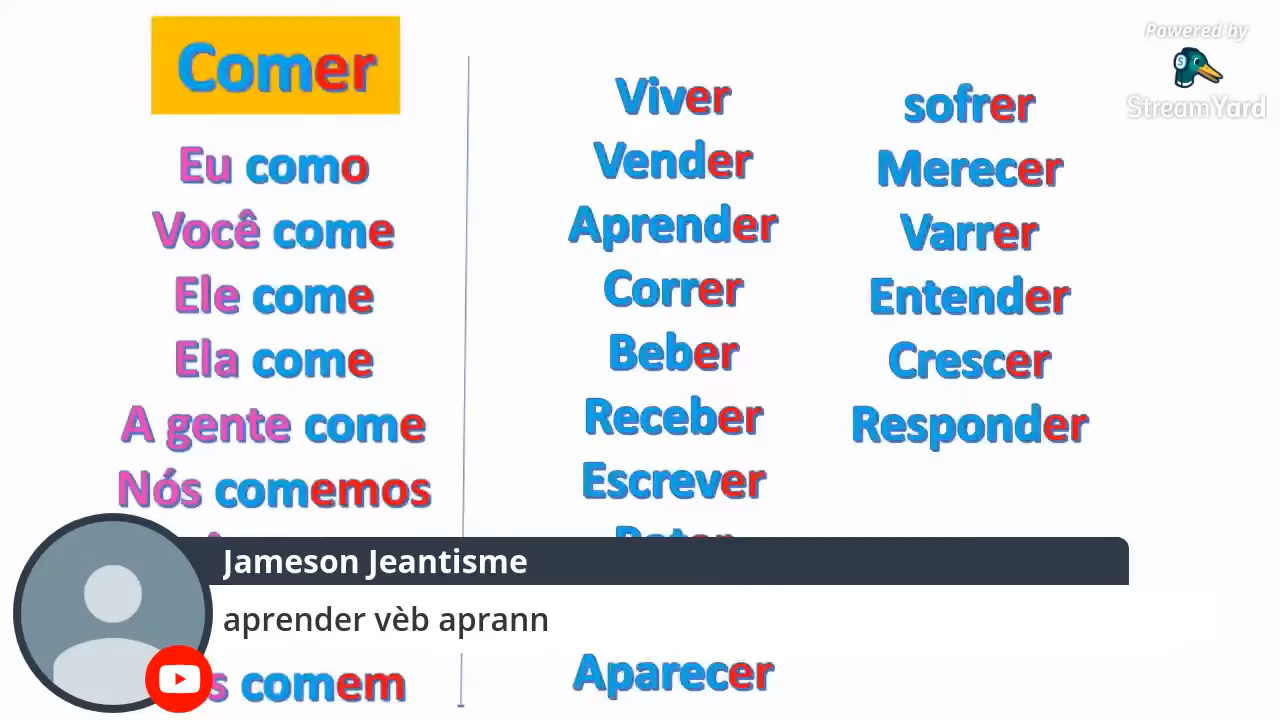 Comer
Eu como
Você come
Ele come
Ela come
A gente come
Nós comemos
s comem
Viver
Vender
Aprender
Correr
Beber
Receber
Escrever
Aparecer
sofrer
Merecer
Varrer
Entender
Crescer
Responder
Powered by
StreamYard
Jameson Jeantisme
aprender vèb aprann